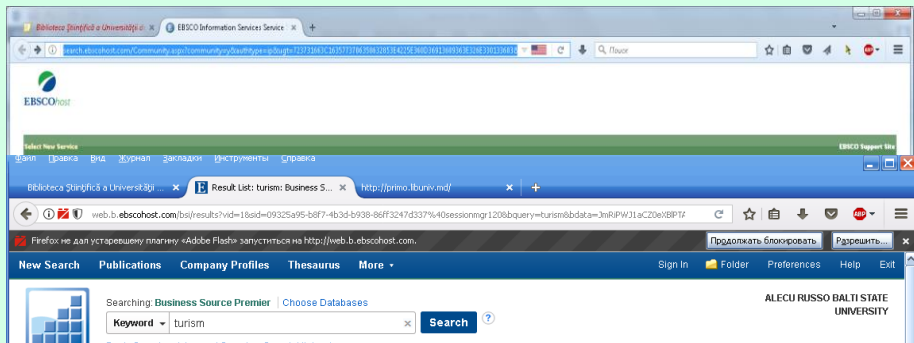 Biblioteca Științifică a Universității d
EBSCO Information Services Service
search.ebscohost.com/Community.aspx?community=y&authtype=ip&ugt=
Поиск
EBSCOhost
Select New Service
EBSCO Support Site
Файл Правка Вид Журнал Закладки Инструменты Справка
Biblioteca Ştiinţifică a Universităţii ...
Result List: turism: Business S...
http://primo.libuniv.md/
web.b.ebscohost.com/bsi/results?vid=1&sid=09325a95-b8f7-4b3d-b938-86ff3247d337%40sessionmgr120&bquery=turism&bdata=JmRiPWJ1aCZ0eXBlPT
Firefox не дал устаревшему плагину «Adobe Flash» запуститься на http://web.b.ebscohost.com.
Продолжать блокировать
Разрешить...
New Search Publications Company Profiles Thesaurus More
Sign In Folder Preferences Help Exit
Searching: Business Source Premier Choose Databases
ALECU RUSSO BALTI STATE
UNIVERSITY
Keyword turism Search ?